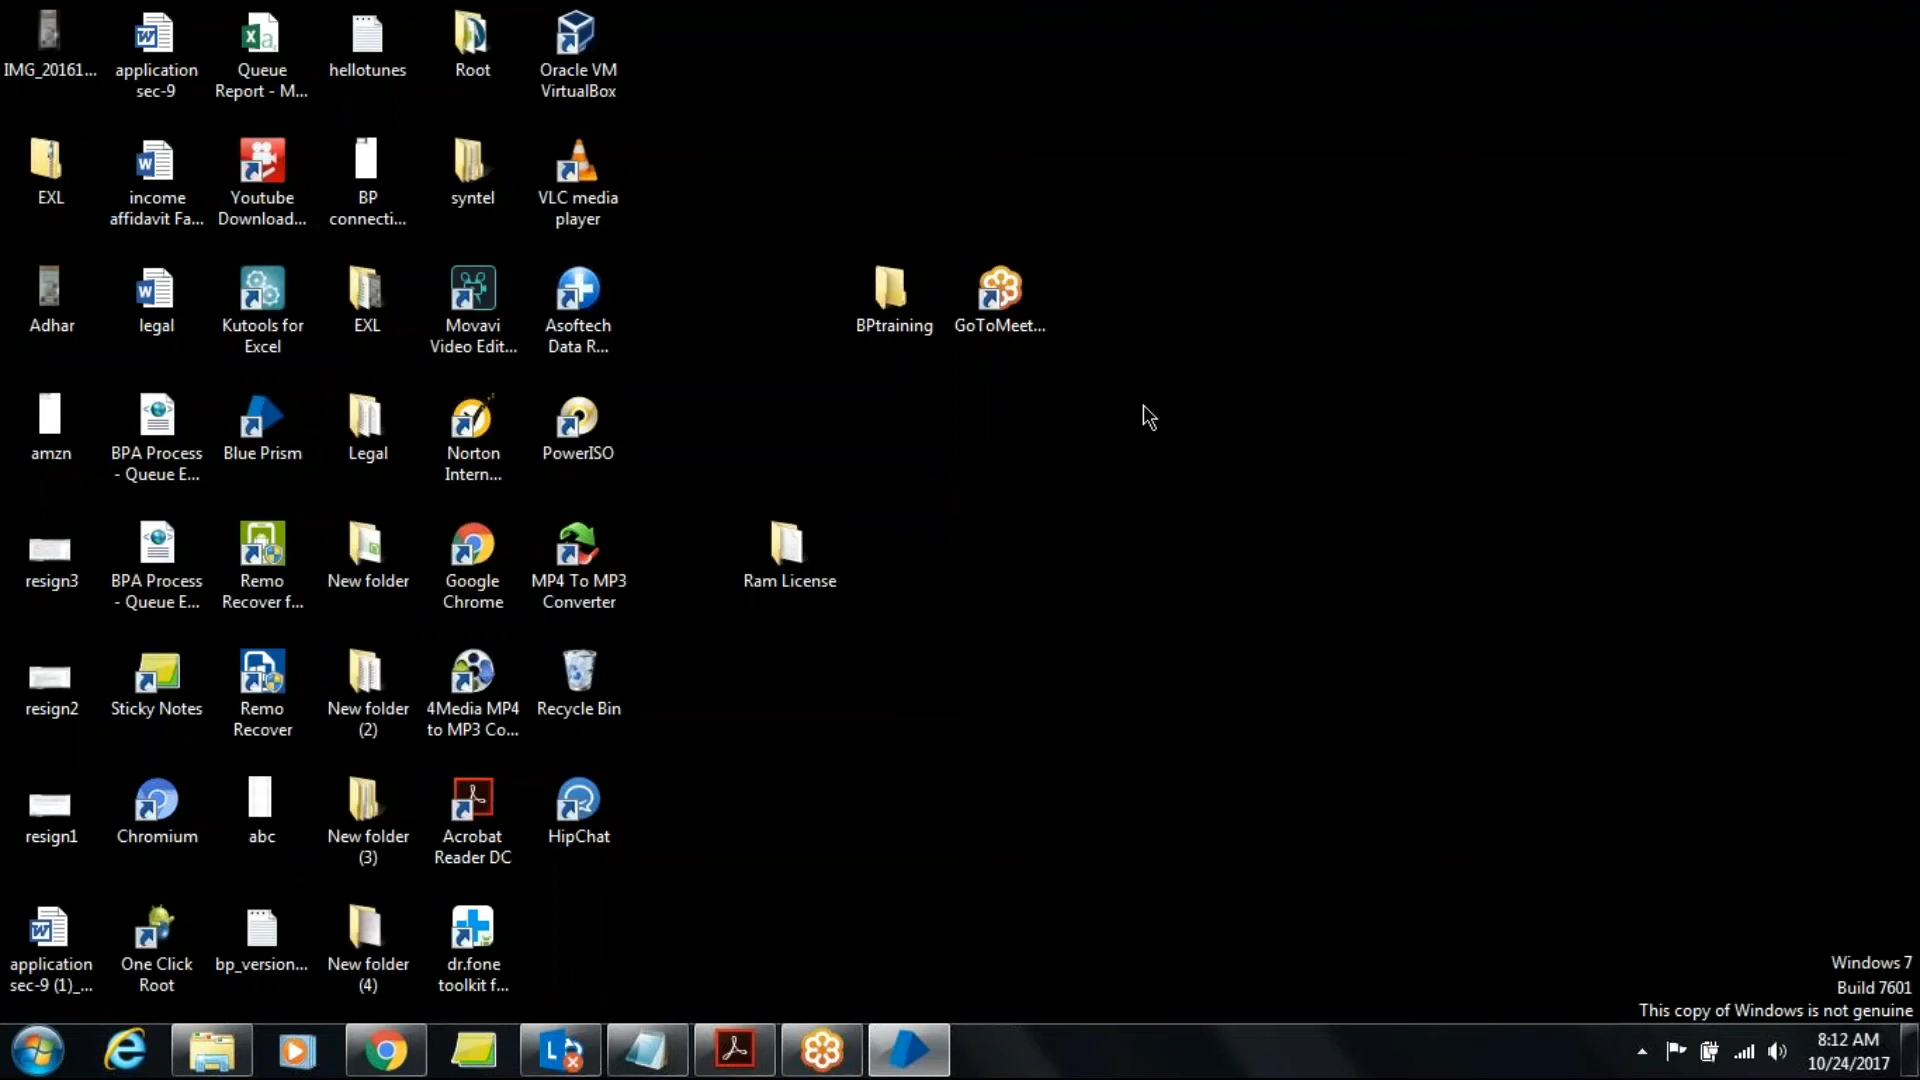 IMG_20161...
application
sec-9
Queue
Report - M...
hellotunes
Root
Oracle VM
VirtualBox
EXL
income
affidavit Fa...
Youtube
Download...
BP
connecti...
syntel
VLC media
player
Adhar
legal
Kutools for
Excel
EXL
Movavi
Video Edit...
Asoftech
Data R...
BPtraining
GoToMeet...
amzn
BPA Process
- Queue E...
Blue Prism
Legal
Norton
Intern...
PowerISO
resign3
BPA Process
- Queue E...
Remo
Recover f...
New folder
Google
Chrome
MP4 To MP3
Converter
Ram License
resign2
Sticky Notes
Remo
Recover
New folder
(2)
4Media MP4
to MP3 Co...
Recycle Bin
resign1
Chromium
abc
New folder
(3)
Acrobat
Reader DC
HipChat
application
sec-9 (1)_...
One Click
Root
bp_version...
New folder
(4)
dr.fone
toolkit f...
Windows 7
Build 7601
This copy of Windows is not genuine
8:12 AM
10/24/2017